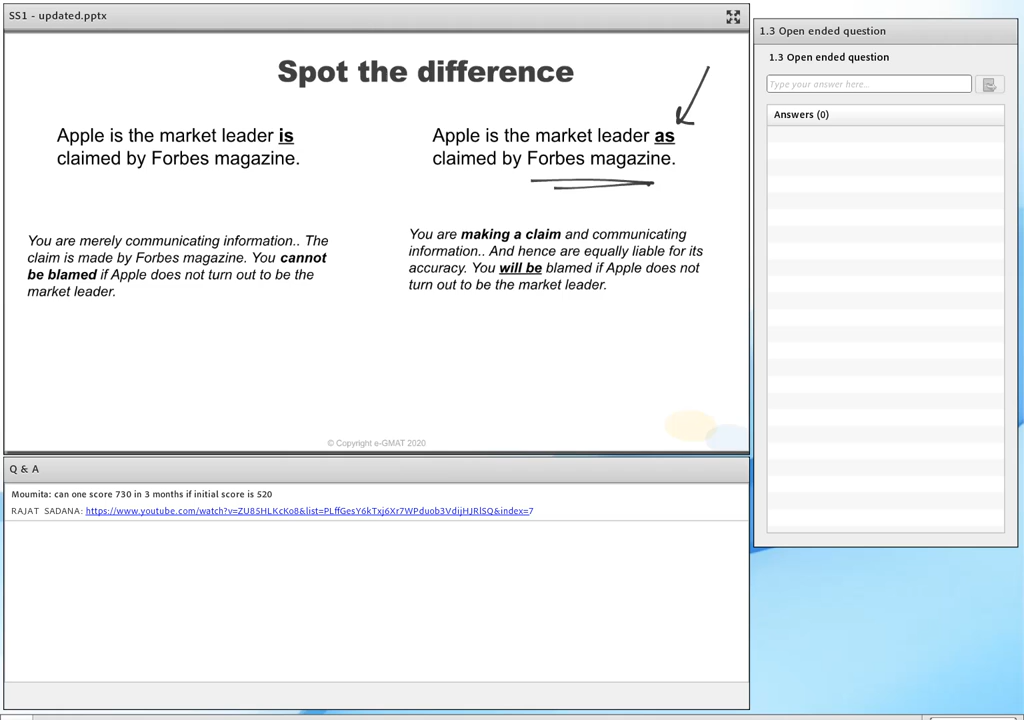 SS1 - updated.pptx
Spot the difference
Apple is the market leader is
claimed by Forbes magazine.
Apple is the market leader as
claimed by Forbes magazine.
You are merely communicating information.. The
claim is made by Forbes magazine. You cannot
be blamed if Apple does not turn out to be the
market leader.
You are making a claim and communicating
information.. And hence are equally liable for its
accuracy. You will be blamed if Apple does not
turn out to be the market leader.
© Copyright e-GMAT 2020
Q & A
Moumita: can one score 730 in 3 months if initial score is 520
RAJAT SADANA: https://www.youtube.com/watch?v=ZU85HLKcKo8&list=PLffGesY6kTxj6Xr7WPduob3VdijHJRlSQ&index=7
1.3 Open ended question
1.3 Open ended question
Type your answer here...
Answers (0)